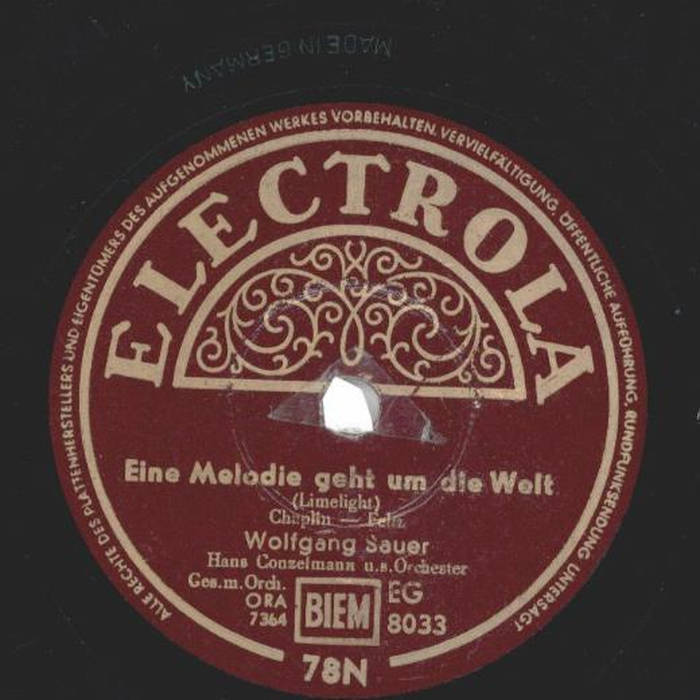 MADE IN GERMANY
ALLE RECHTE DES PLATTENHERSTELLERS UND EIGENTÜMERS DES AUFGENOMMENEN WERKES VORBEHALTEN. VERVIELFÄLTIGUNG, ÖFFENTLICHE AUFFÜHRUNG, RUNDFUNKSENDUNG UNTERSAGT
ELECTROLA
Eine Melodie geht um die Welt
(Limelight)
Chaplin — Feltz
Wolfgang Sauer
Hans Conzelmann u.s. Orchester
Ges.m.Orch.
ORA
7364
BIEM
EG
8033
78N